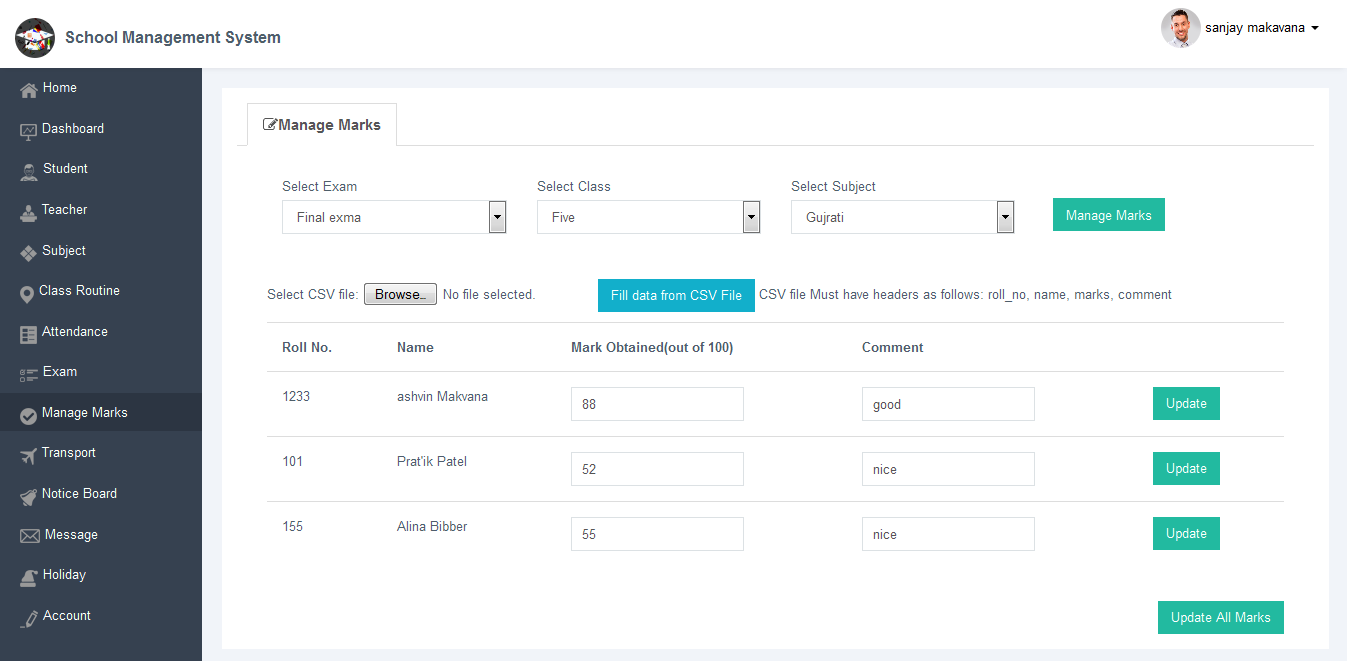 School Management System
sanjay makavana
Home
Dashboard
Student
Teacher
Subject
Class Routine
Attendance
Exam
Manage Marks
Transport
Notice Board
Message
Holiday
Account
Manage Marks
Select Exam Select Class Select Subject
Final exma Five Gujrati Manage Marks
Select CSV file: Browse_ No file selected. Fill data from CSV File CSV file Must have headers as follows: roll_no, name, marks, comment
Roll No. Name Mark Obtained(out of 100) Comment
1233 ashvin Makvana 88 good Update
101 Prat'ik Patel 52 nice Update
155 Alina Bibber 55 nice Update
Update All Marks